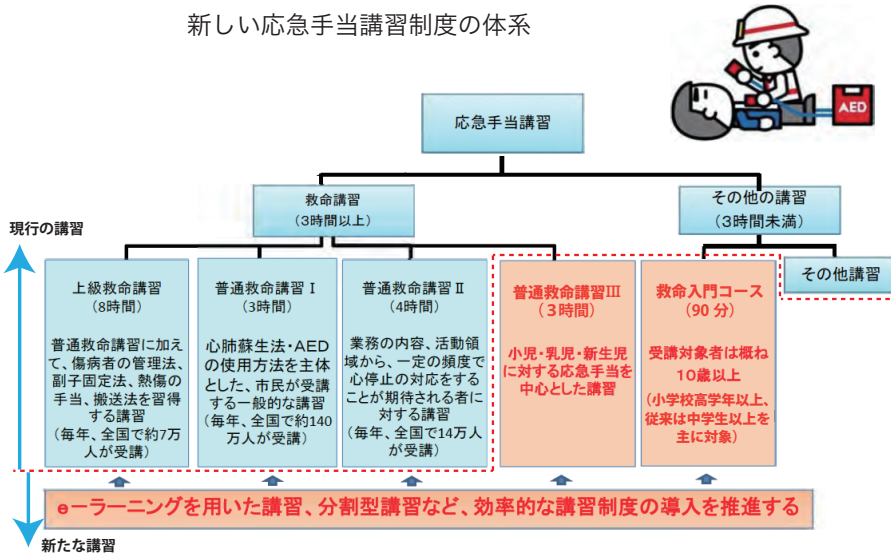 新しい応急手当講習制度の体系
AED
応急手当講習
救命講習
（3時間以上）
その他の講習
（3時間未満）
現行の講習
上級救命講習
（8時間）
普通救命講習に加え
て、傷病者の管理法、
副子固定法、熱傷の
手当、搬送法を習得
する講習
（毎年、全国で約7万
人が受講）
普通救命講習Ⅰ
（3時間）
心肺蘇生法・AED
の使用方法を主体
とした、市民が受講
する一般的な講習
（毎年、全国で約140
万人が受講）
普通救命講習Ⅱ
（4時間）
業務の内容、活動領
域から、一定の頻度で
心停止の対応をする
ことが期待される者に
対する講習
（毎年、全国で14万人
が受講）
普通救命講習Ⅲ
（３時間）
小児・乳児・新生児
に対する応急手当を
中心とした講習
救命入門コース
（90分）
受講対象者は概ね
１０歳以上
（小学校高学年以上、
従来は中学生以上を
主に対象）
その他講習
e－ラーニングを用いた講習、分割型講習など、効率的な講習制度の導入を推進する
新たな講習